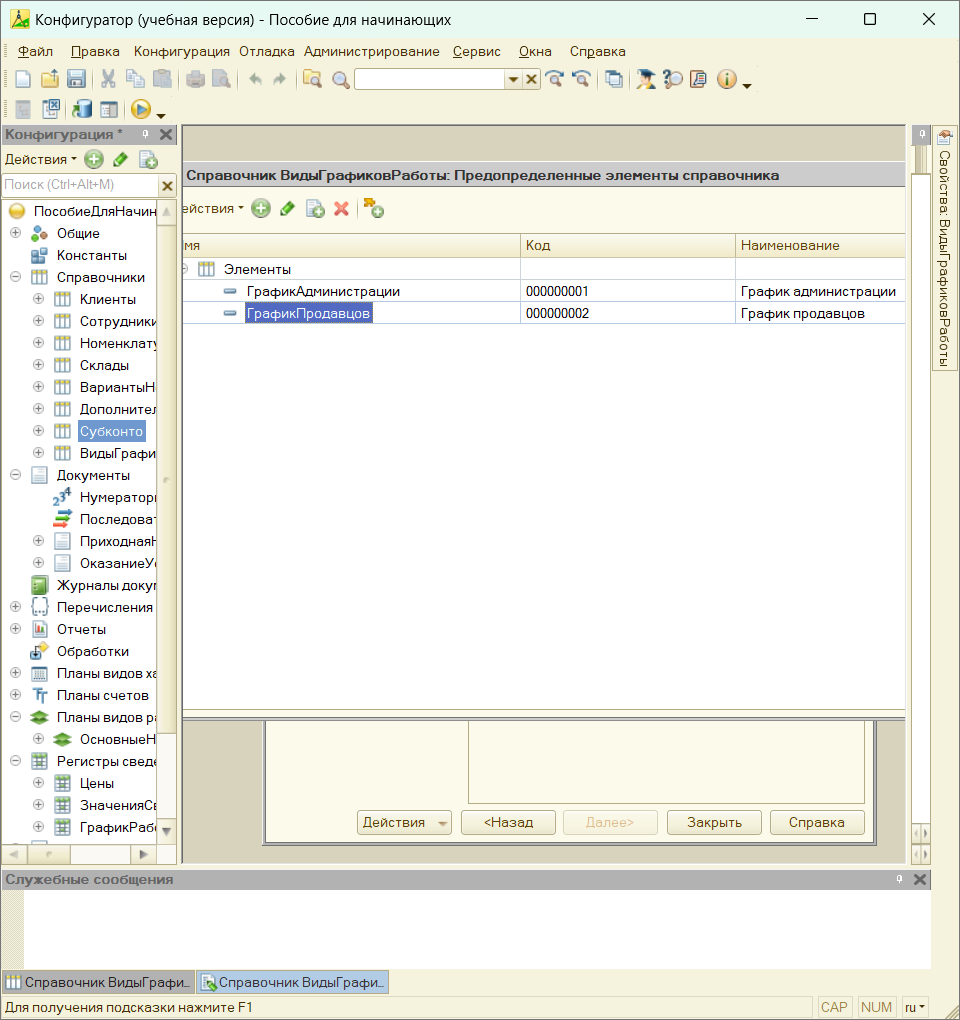 Конфигуратор (учебная версия) - Пособие для начинающих
Файл Правка Конфигурация Отладка Администрирование Сервис Окна Справка
Конфигурация *
Действия
Поиск (Ctrl+Alt+M)
ПособиеДляНачин
Общие
Константы
Справочники
Клиенты
Сотрудники
Номенклату
Склады
ВариантыН
Дополнител
Субконто
ВидыГрафи
Документы
Нумератор
Последоват
ПриходнаяН
ОказаниеУс
Журналы докум
Перечисления
Отчеты
Обработки
Планы видов ха
Планы счетов
Планы видов ра
ОсновныеН
Регистры сведе
Цены
ЗначенияСв
ГрафикРабо
Справочник ВидыГрафиковРаботы: Предопределенные элементы справочника
ействия
мя Код Наименование
Элементы
ГрафикАдминистрации 000000001 График администрации
ГрафикПродавцов 000000002 График продавцов
Действия <Назад Далее> Закрыть Справка
Свойства: ВидыГрафиковРаботы
Служебные сообщения
Справочник ВидыГрафи... Справочник ВидыГрафи...
Для получения подсказки нажмите F1 CAP NUM ru